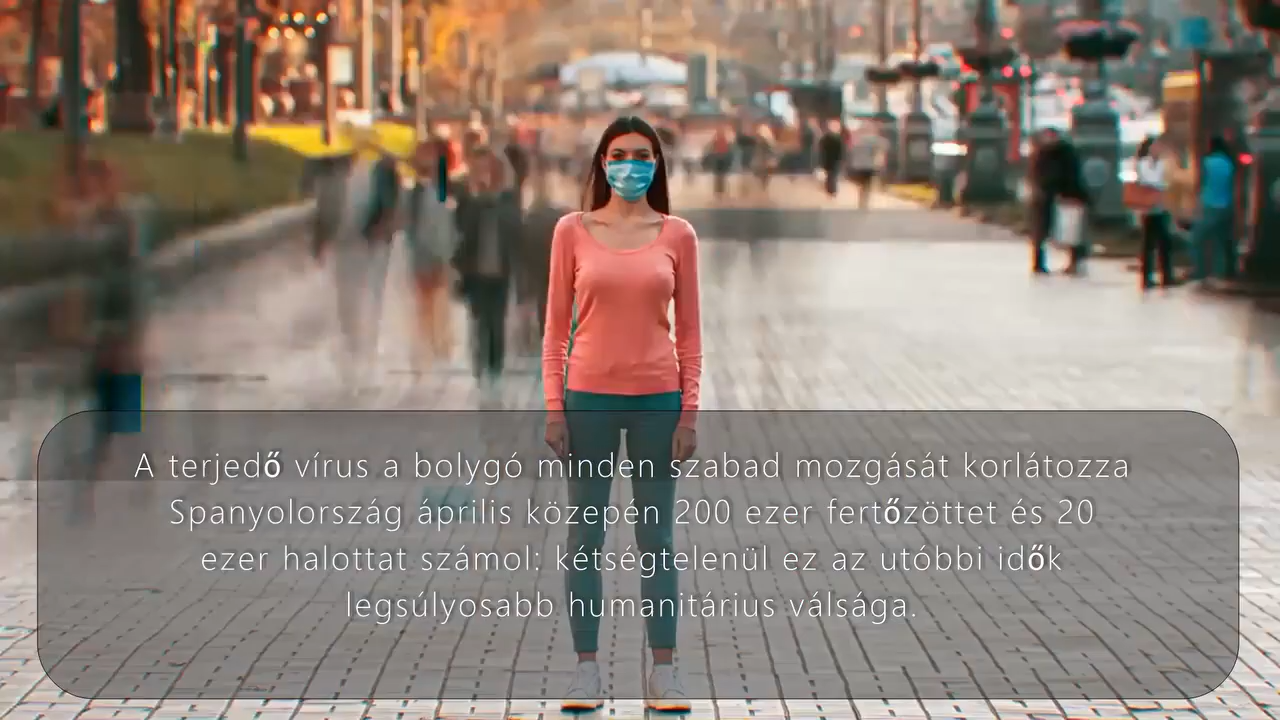 A terjedő vírus a bolygó minden szabad mozgását korlátozza
Spanyolország április közepén 200 ezer fertőzöttet és 20
ezer halottat számol: kétségtelenül ez az utóbbi idők
legsúlyosabb humanitárius válsága.